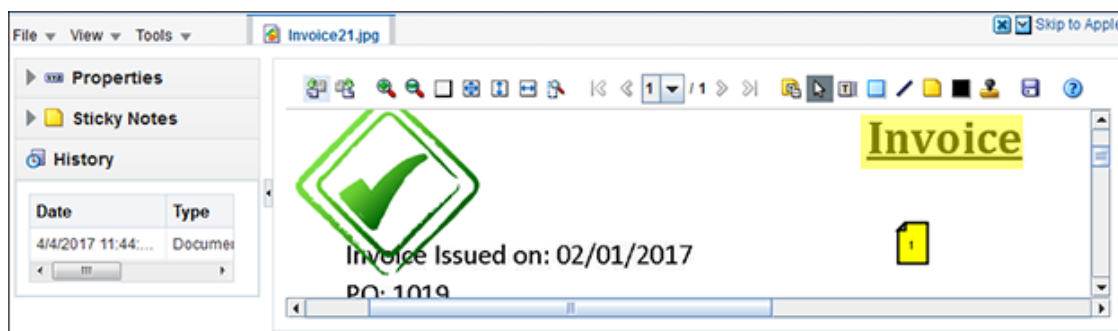 File View Tools Invoice21.jpg Skip to Apple
Properties
Sticky Notes
History
Date Type
4/4/2017 11:44:... Documen
1 / 1
Invoice
1
Invoice Issued on: 02/01/2017
PO: 1019